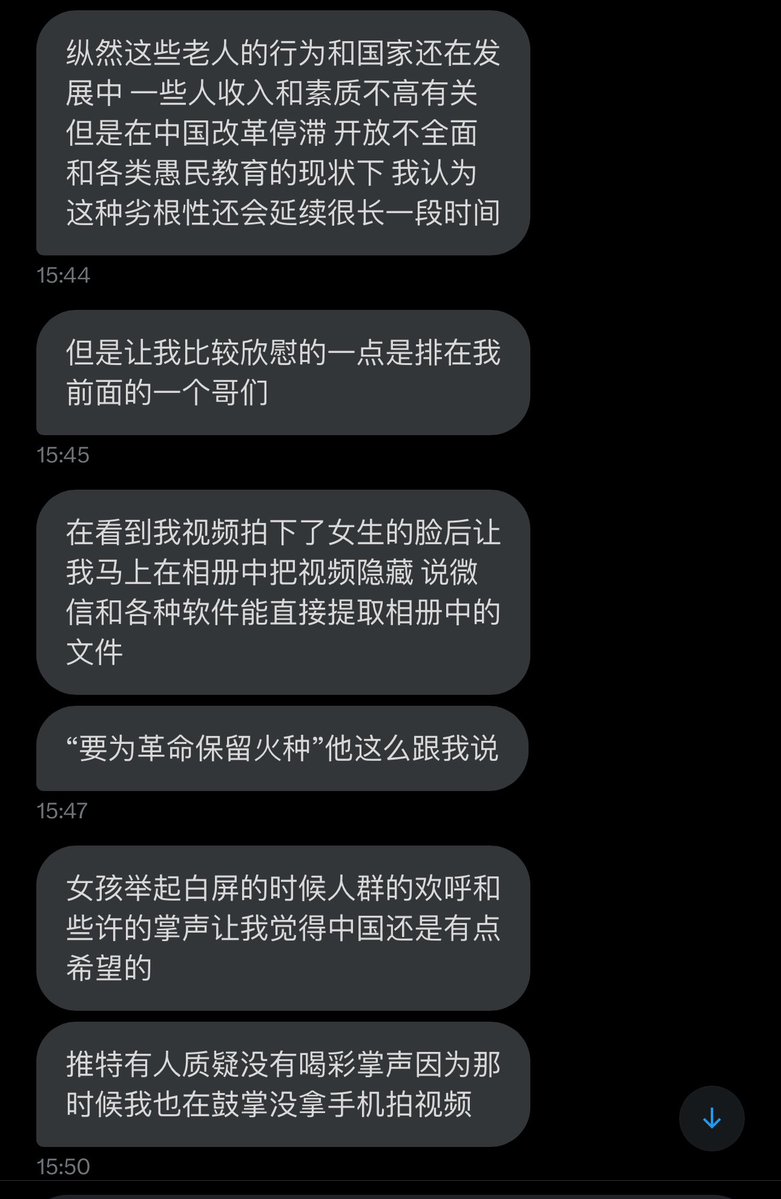 纵然这些老人的行为和国家还在发
展中 一些人收入和素质不高有关
但是在中国改革停滞 开放不全面
和各类愚民教育的现状下 我认为
这种劣根性还会延续很长一段时间
15:44
但是让我比较欣慰的一点是排在我
前面的一个哥们
15:45
在看到我视频拍下了女生的脸后让
我马上在相册中把视频隐藏 说微
信和各种软件能直接提取相册中的
文件
“要为革命保留火种”他这么跟我说
15:47
女孩举起白屏的时候人群的欢呼和
些许的掌声让我觉得中国还是有点
希望的
推特有人质疑没有喝彩掌声因为那
时候我也在鼓掌没拿手机拍视频
15:50